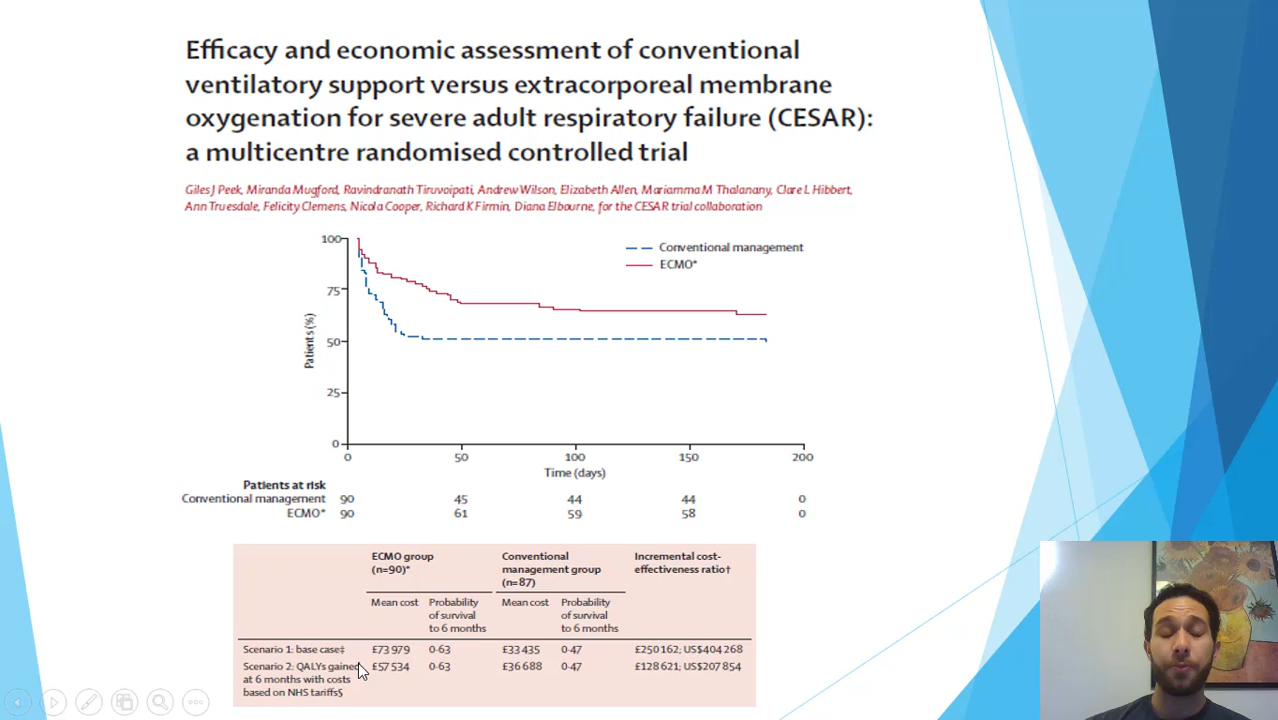 Efficacy and economic assessment of conventional
ventilatory support versus extracorporeal membrane
oxygenation for severe adult respiratory failure (CESAR):
a multicentre randomised controlled trial
Giles J Peek, Miranda Mugford, Ravindranath Tiruvoipati, Andrew Wilson, Elizabeth Allen, Mariamma M Thalanany, Clare L Hibbert,
Ann Truesdale, Felicity Clemens, Nicola Cooper, Richard K Firmin, Diana Elbourne, for the CESAR trial collaboration
100
75
50
25
0
Patients (%)
Conventional management
ECMO*
0 50 100 150 200
Time (days)
Patients at risk
Conventional management 90 45 44 44 0
ECMO* 90 61 59 58 0
ECMO group
(n=90)*
Conventional
management group
(n=87)
Incremental cost-
effectiveness ratio†
Mean cost
Probability
of survival
to 6 months
Mean cost
Probability
of survival
to 6 months
Scenario 1: base case‡ £73 979 0·63 £33 435 0·47 £250 162; US$404 268
Scenario 2: QALYs gained £57 534 0·63 £36 688 0·47 £128 621; US$207 854
at 6 months with costs
based on NHS tariffs§